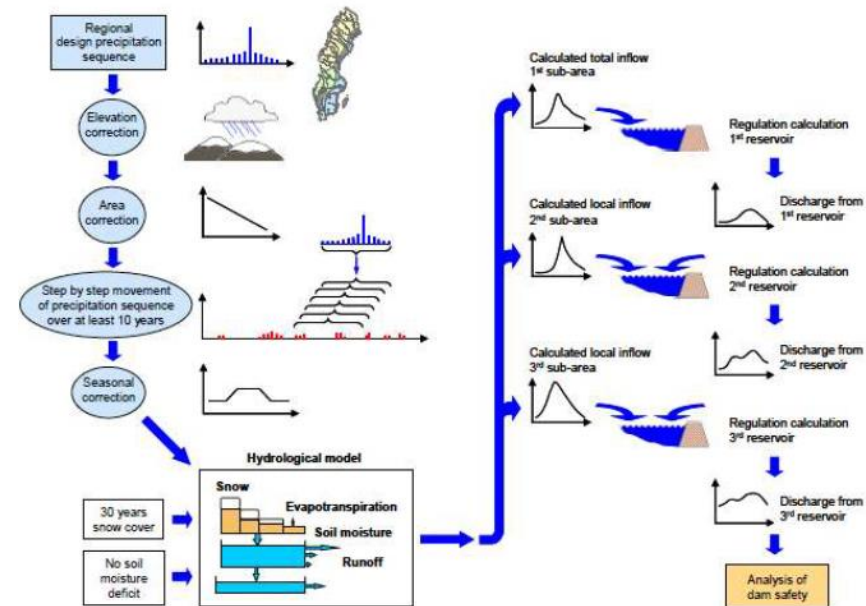 Regional
design precipitation
sequence
Elevation
correction
Area
correction
Step by step movement
of precipitation sequence
over at least 10 years
Seasonal
correction
30 years
snow cover
No soil
moisture
deficit
Hydrological model
Snow
Evapotranspiration
Soil moisture
Runoff
Calculated total inflow
1st sub-area
Regulation calculation
1st reservoir
Discharge from
1st reservoir
Calculated local inflow
2nd sub-area
Regulation calculation
2nd reservoir
Discharge from
2nd reservoir
Calculated local inflow
3rd sub-area
Regulation calculation
3rd reservoir
Discharge from
3rd reservoir
Analysis of
dam safety